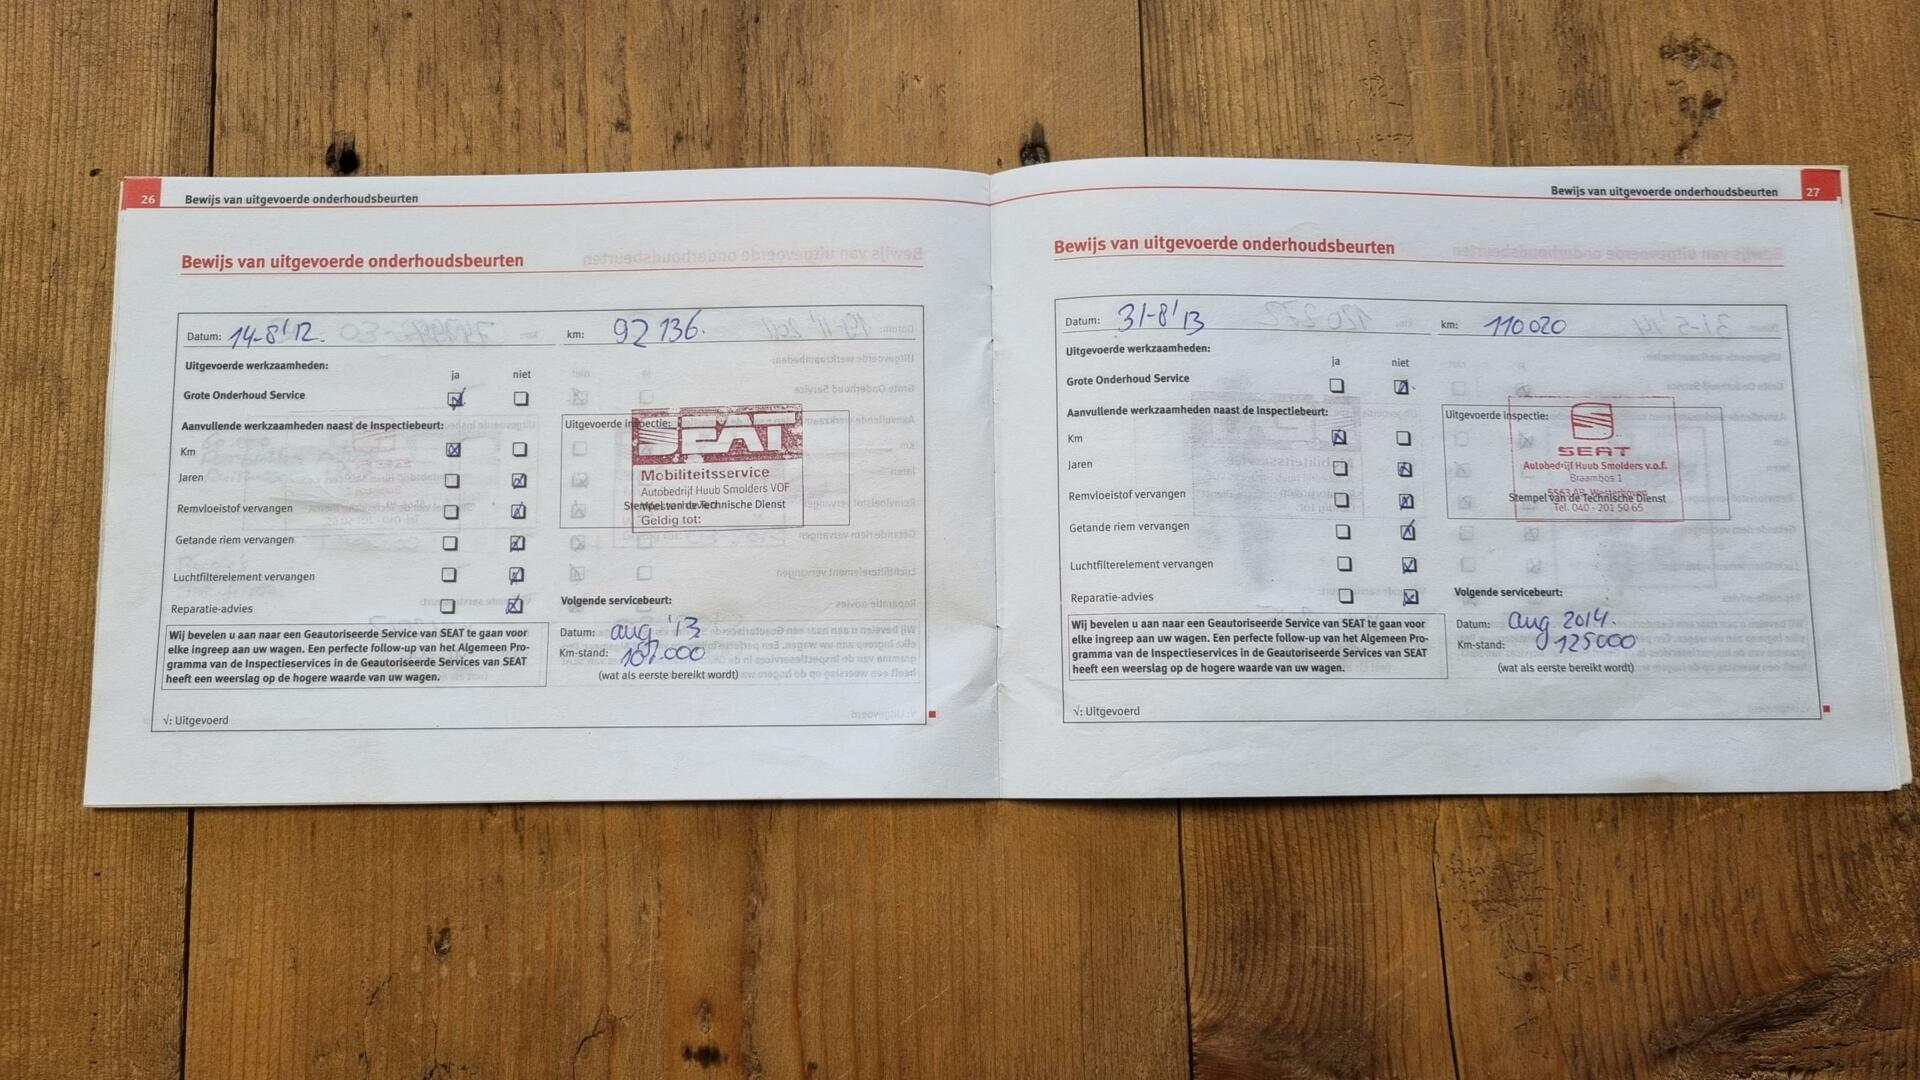 26 Bewijs van uitgevoerde onderhoudsbeurten
Bewijs van uitgevoerde onderhoudsbeurten
Datum: 14-8'12. km: 92 136.
Uitgevoerde werkzaamheden:
ja niet
Grote Onderhoud Service
Aanvullende werkzaamheden naast de Inspectiebeurt:
Km
Jaren
Remvloeistof vervangen
Getande riem vervangen
Luchtfilterelement vervangen
Reparatie-advies
Uitgevoerde inspectie:
SEAT
Mobiliteitsservice
Autobedrijf Huub Smolders VOF
Stempel van de Technische Dienst
Geldig tot:
Volgende servicebeurt:
Datum: aug '13
Km-stand: 107.000
(wat als eerste bereikt wordt)
Wij bevelen u aan naar een Geautoriseerde Service van SEAT te gaan voor
elke ingreep aan uw wagen. Een perfecte follow-up van het Algemeen Pro-
gramma van de Inspectieservices in de Geautoriseerde Services van SEAT
heeft een weerslag op de hogere waarde van uw wagen.
√: Uitgevoerd
Bewijs van uitgevoerde onderhoudsbeurten 27
Bewijs van uitgevoerde onderhoudsbeurten
Datum: 31-8'13 km: 110020
Uitgevoerde werkzaamheden:
ja niet
Grote Onderhoud Service
Aanvullende werkzaamheden naast de Inspectiebeurt:
Km
Jaren
Remvloeistof vervangen
Getande riem vervangen
Luchtfilterelement vervangen
Reparatie-advies
Uitgevoerde inspectie:
SEAT
Autobedrijf Huub Smolders v.o.f.
Braambos 1
5563 AB Westerhoven
Stempel van de Technische Dienst
Tel. 040 - 201 50 65
Volgende servicebeurt:
Datum: aug 2014.
Km-stand: 125000
(wat als eerste bereikt wordt)
Wij bevelen u aan naar een Geautoriseerde Service van SEAT te gaan voor
elke ingreep aan uw wagen. Een perfecte follow-up van het Algemeen Pro-
gramma van de Inspectieservices in de Geautoriseerde Services van SEAT
heeft een weerslag op de hogere waarde van uw wagen.
√: Uitgevoerd